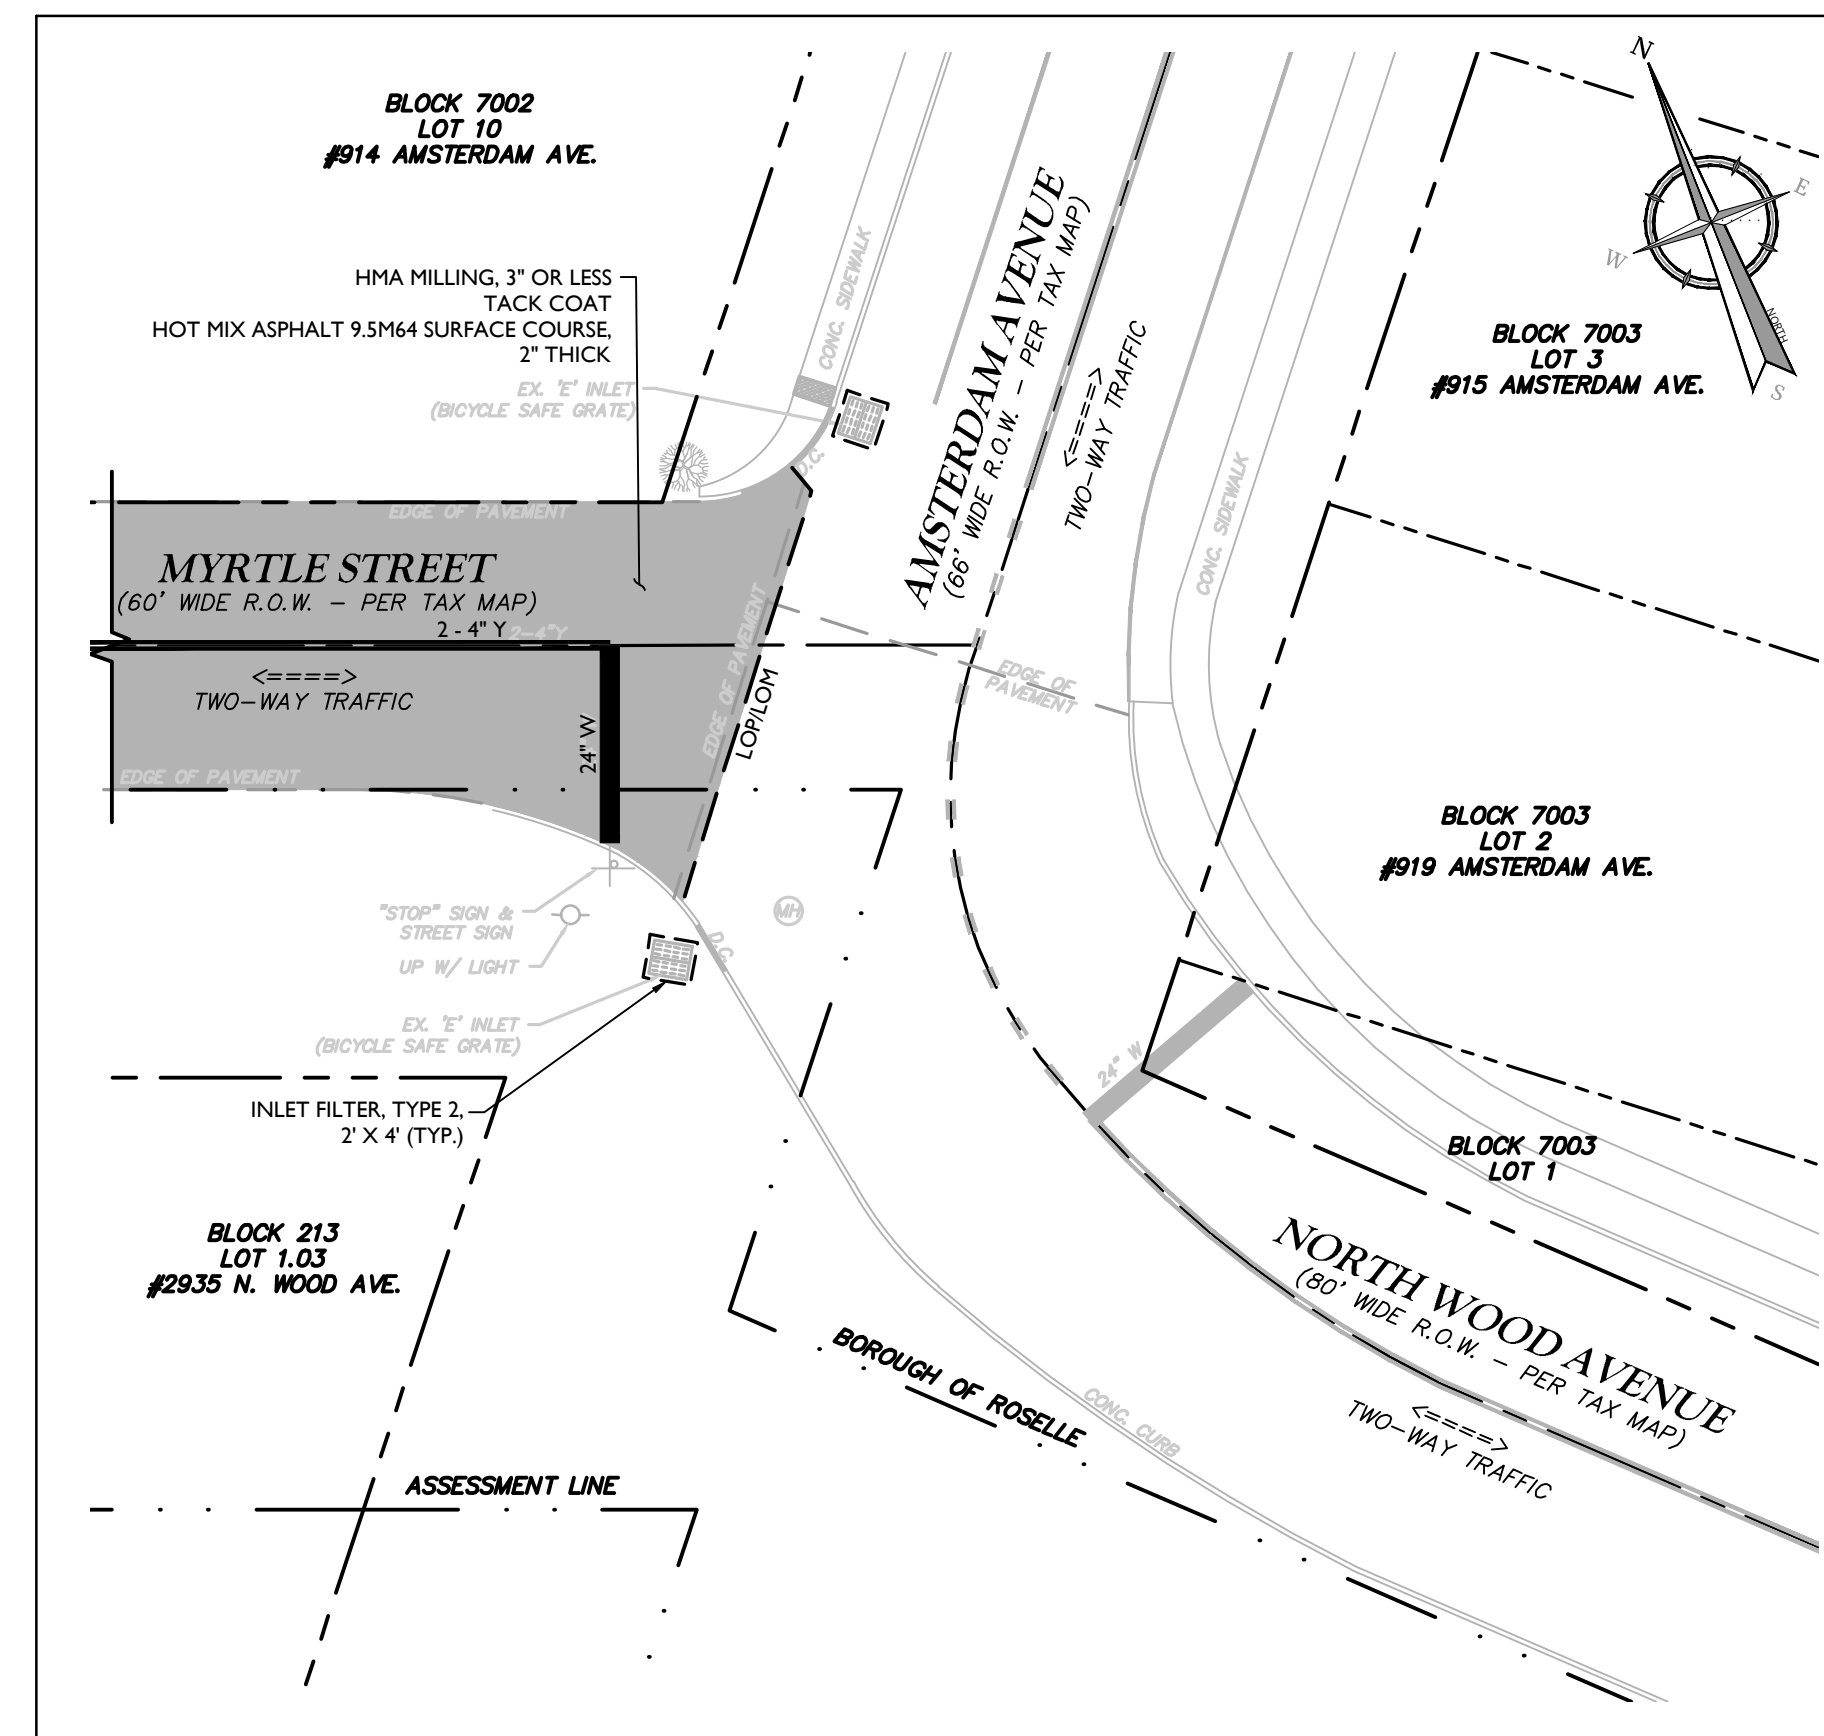 BLOCK 7002
LOT 10
#914 AMSTERDAM AVE.
N
E
W
S
NORTH
HMA MILLING, 3" OR LESS
TACK COAT
HOT MIX ASPHALT 9.5M64 SURFACE COURSE,
2" THICK
EX. 'E' INLET
(BICYCLE SAFE GRATE)
CONC. SIDEWALK
D.C.
AMSTERDAM AVENUE
(66' WIDE R.O.W. - PER TAX MAP)
<====>
TWO-WAY TRAFFIC
CONC. SIDEWALK
BLOCK 7003
LOT 3
#915 AMSTERDAM AVE.
EDGE OF PAVEMENT
MYRTLE STREET
(60' WIDE R.O.W. - PER TAX MAP)
2 - 4" Y
2-4"Y
<====>
TWO-WAY TRAFFIC
24" W
EDGE OF PAVEMENT
LOP/LOM
EDGE OF
PAVEMENT
EDGE OF PAVEMENT
BLOCK 7003
LOT 2
#919 AMSTERDAM AVE.
"STOP" SIGN &
STREET SIGN
UP W/ LIGHT
MH
D.C.
EX. 'E' INLET
(BICYCLE SAFE GRATE)
INLET FILTER, TYPE 2,
2' X 4' (TYP.)
24" W
BLOCK 7003
LOT 1
BLOCK 213
LOT 1.03
#2935 N. WOOD AVE.
NORTH WOOD AVENUE
(80' WIDE R.O.W. - PER TAX MAP)
<====>
TWO-WAY TRAFFIC
BOROUGH OF ROSELLE
CONC. CURB
ASSESSMENT LINE